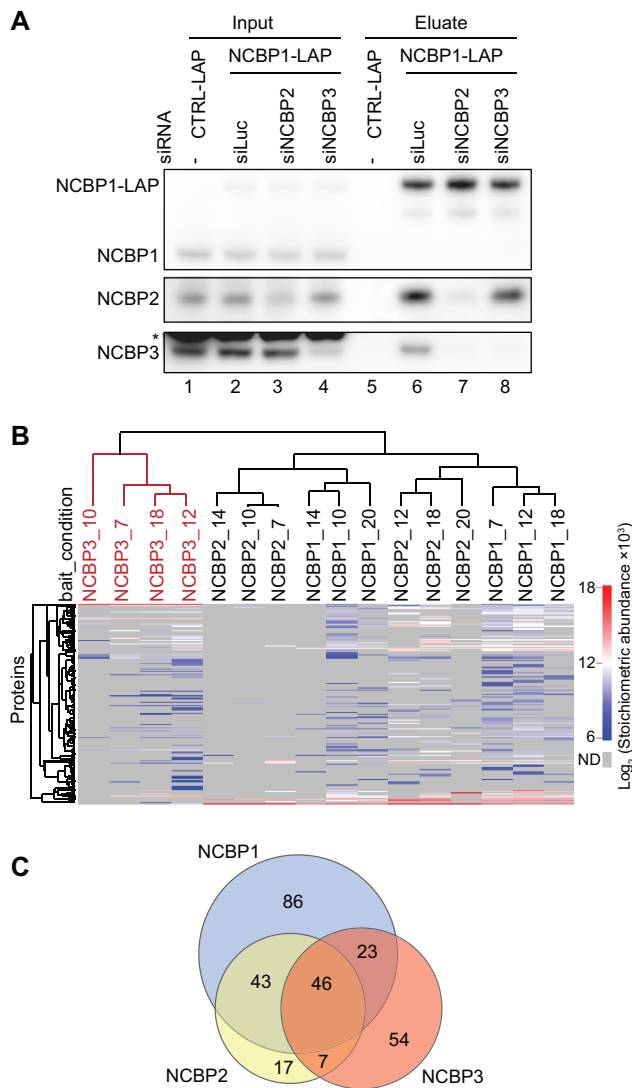 A
Input
Eluate
NCBP1-LAP
NCBP1-LAP
siRNA
- CTRL-LAP
siLuc
siNCBP2
siNCBP3
- CTRL-LAP
siLuc
siNCBP2
siNCBP3
NCBP1-LAP
NCBP1
NCBP2
*
NCBP3
1 2 3 4 5 6 7 8
B
bait_condition
NCBP3_10
NCBP3_7
NCBP3_18
NCBP3_12
NCBP2_14
NCBP2_10
NCBP2_7
NCBP1_14
NCBP1_10
NCBP1_20
NCBP2_12
NCBP2_18
NCBP2_20
NCBP1_7
NCBP1_12
NCBP1_18
Proteins
18
12
6
ND
Log₂ (Stoichiometric abundance ×10³)
C
NCBP1
86
23
43
46
54
17
7
NCBP2
NCBP3